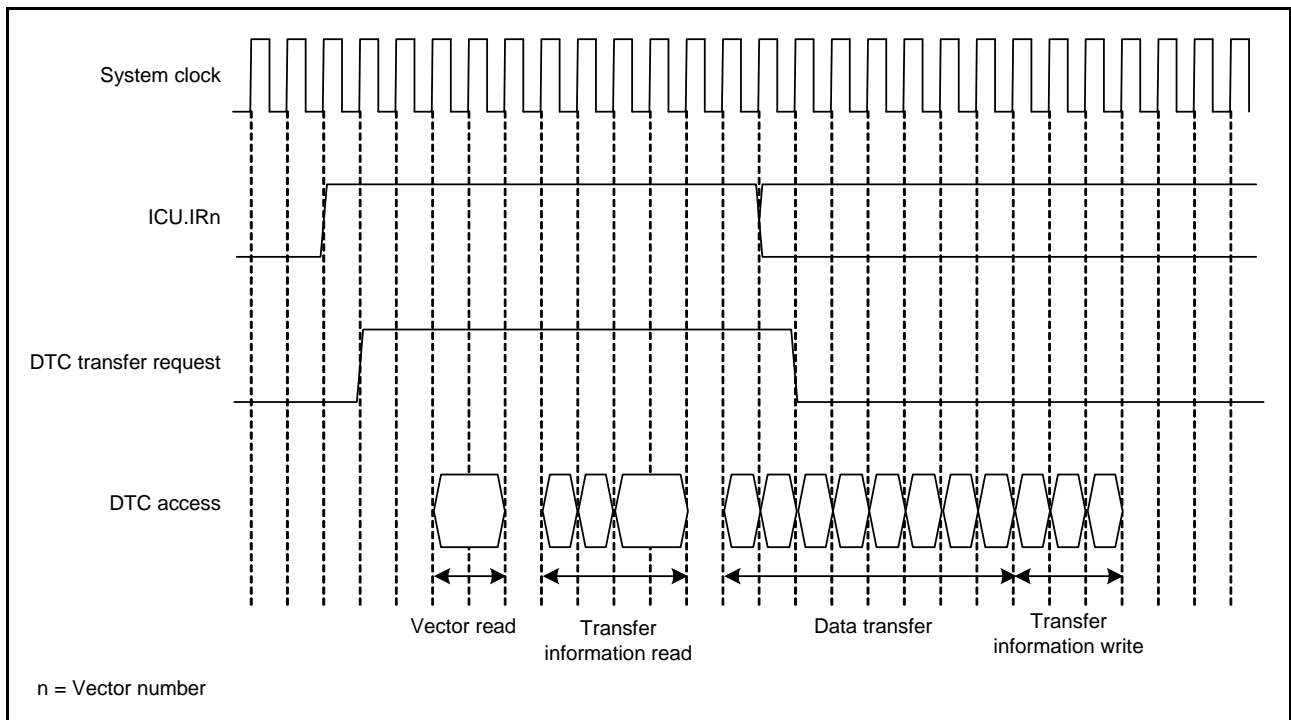 System clock
ICU.IRn
DTC transfer request
DTC access
Vector read
Transfer
information read
Data transfer
Transfer
information write
n = Vector number